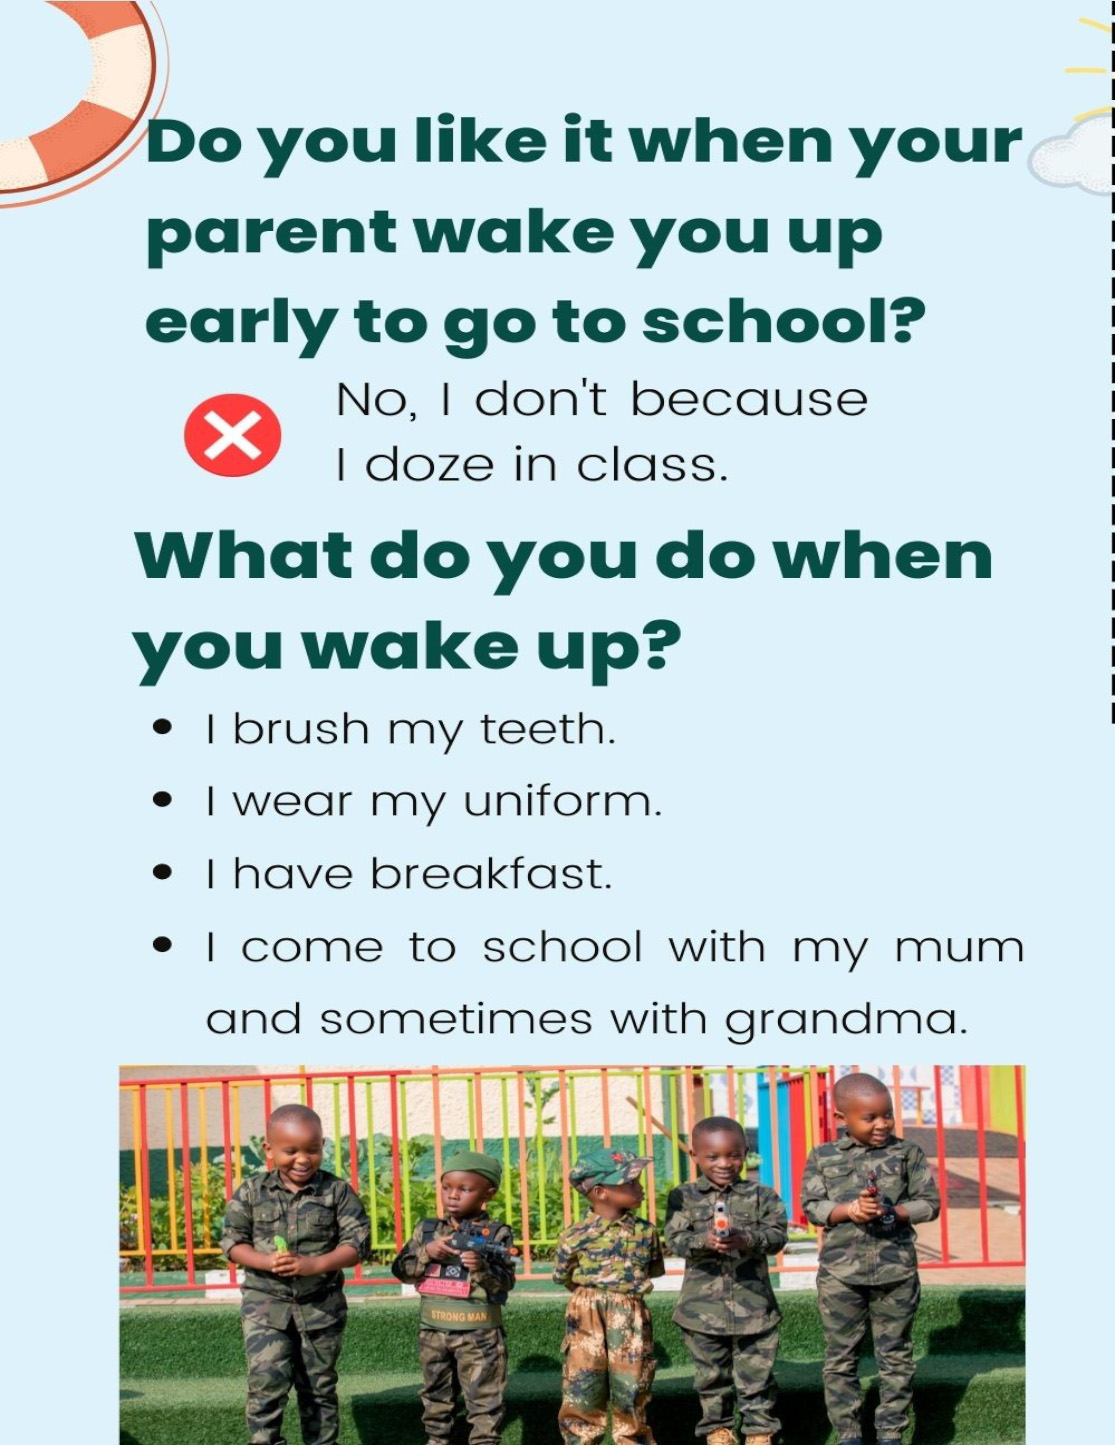 Do you like it when your
parent wake you up
early to go to school?
No, I don't because
I doze in class.
What do you do when
you wake up?
• I brush my teeth.
• I wear my uniform.
• I have breakfast.
• I come to school with my mum
and sometimes with grandma.
STRONG MAN